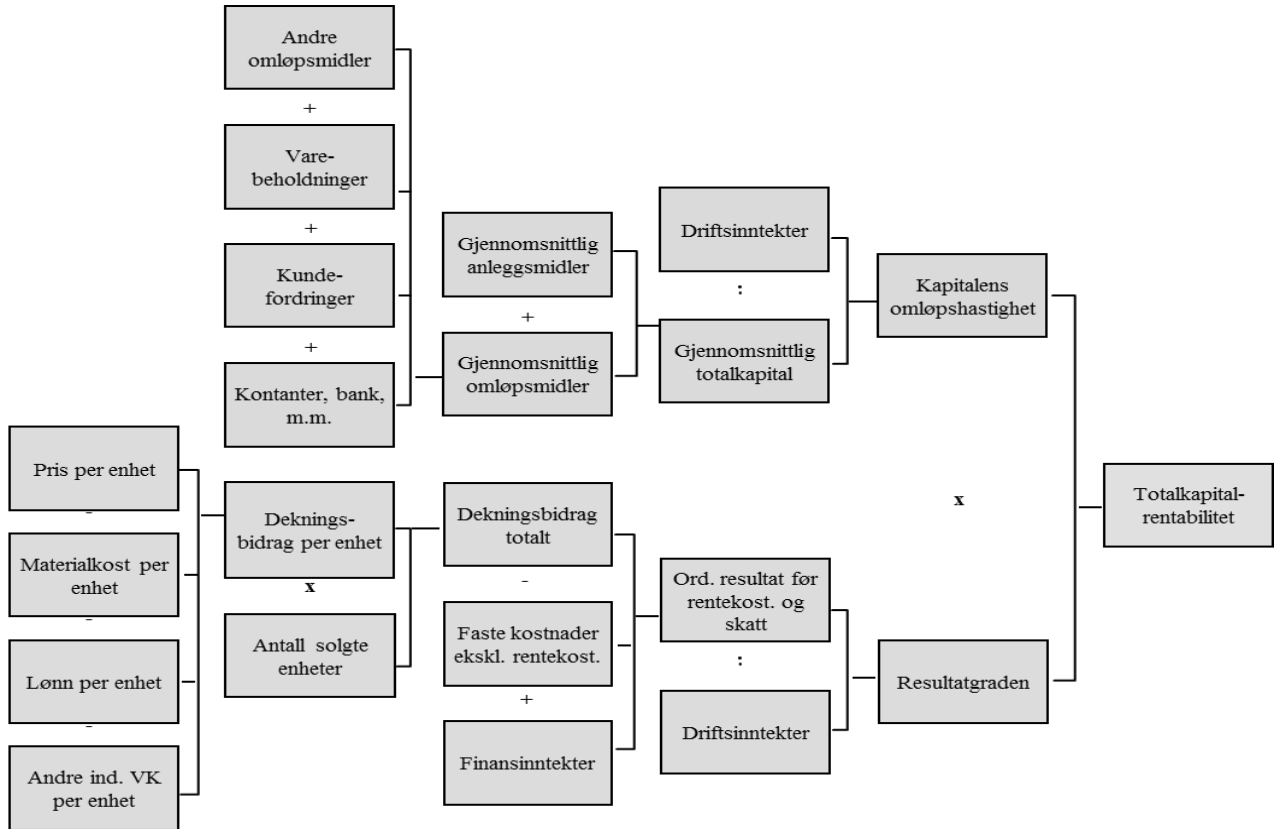 Andre
omløpsmidler
+
Vare-
beholdninger
+
Kunde-
fordringer
+
Kontanter, bank,
m.m.
Gjennomsnittlig
anleggsmidler
+
Gjennomsnittlig
omløpsmidler
Driftsinntekter
:
Gjennomsnittlig
totalkapital
Kapitalens
omløpshastighet
x
Totalkapital-
rentabilitet
Pris per enhet
-
Materialkost per
enhet
-
Lønn per enhet
-
Andre ind. VK
per enhet
Deknings-
bidrag per enhet
x
Antall solgte
enheter
Dekningsbidrag
totalt
-
Faste kostnader
ekskl. rentekost.
+
Finansinntekter
Ord. resultat før
rentekost. og
skatt
:
Driftsinntekter
Resultatgraden